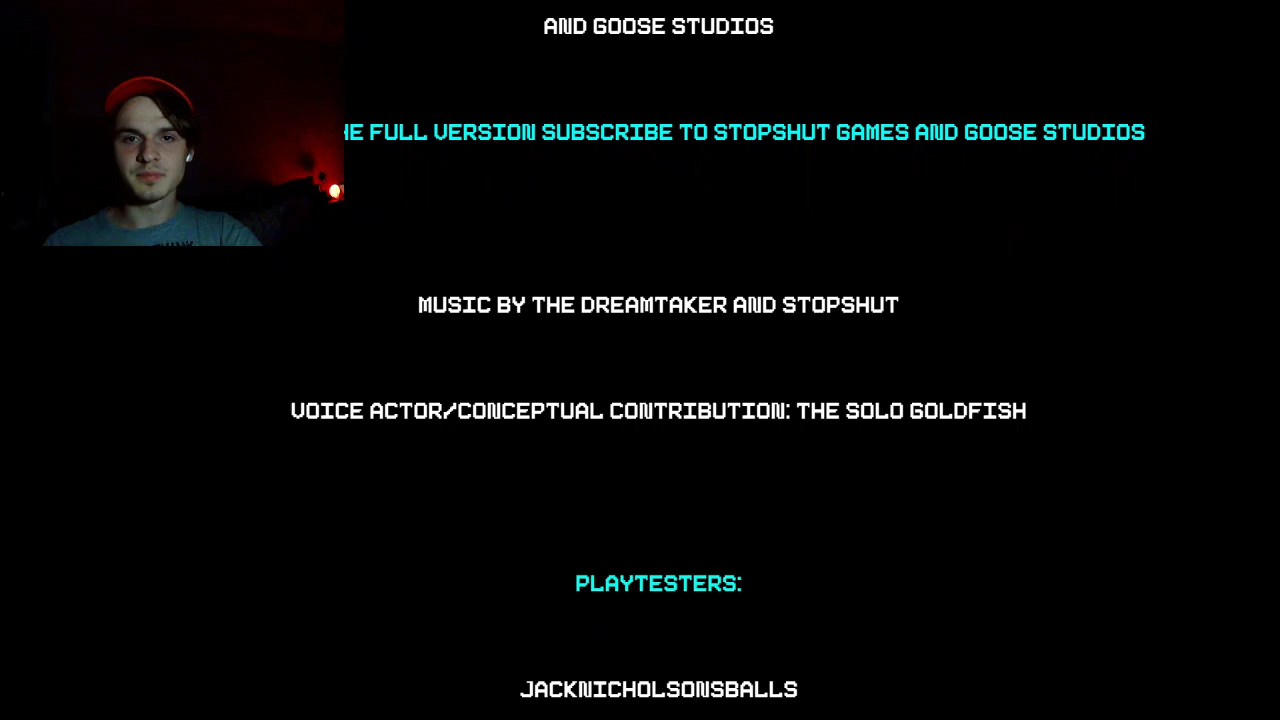 AND GOOSE STUDIOS
HE FULL VERSION SUBSCRIBE TO STOPSHUT GAMES AND GOOSE STUDIOS
MUSIC BY THE DREAMTAKER AND STOPSHUT
VOICE ACTOR/CONCEPTUAL CONTRIBUTION: THE SOLO GOLDFISH
PLAYTESTERS:
JACKNICHOLSONSBALLS